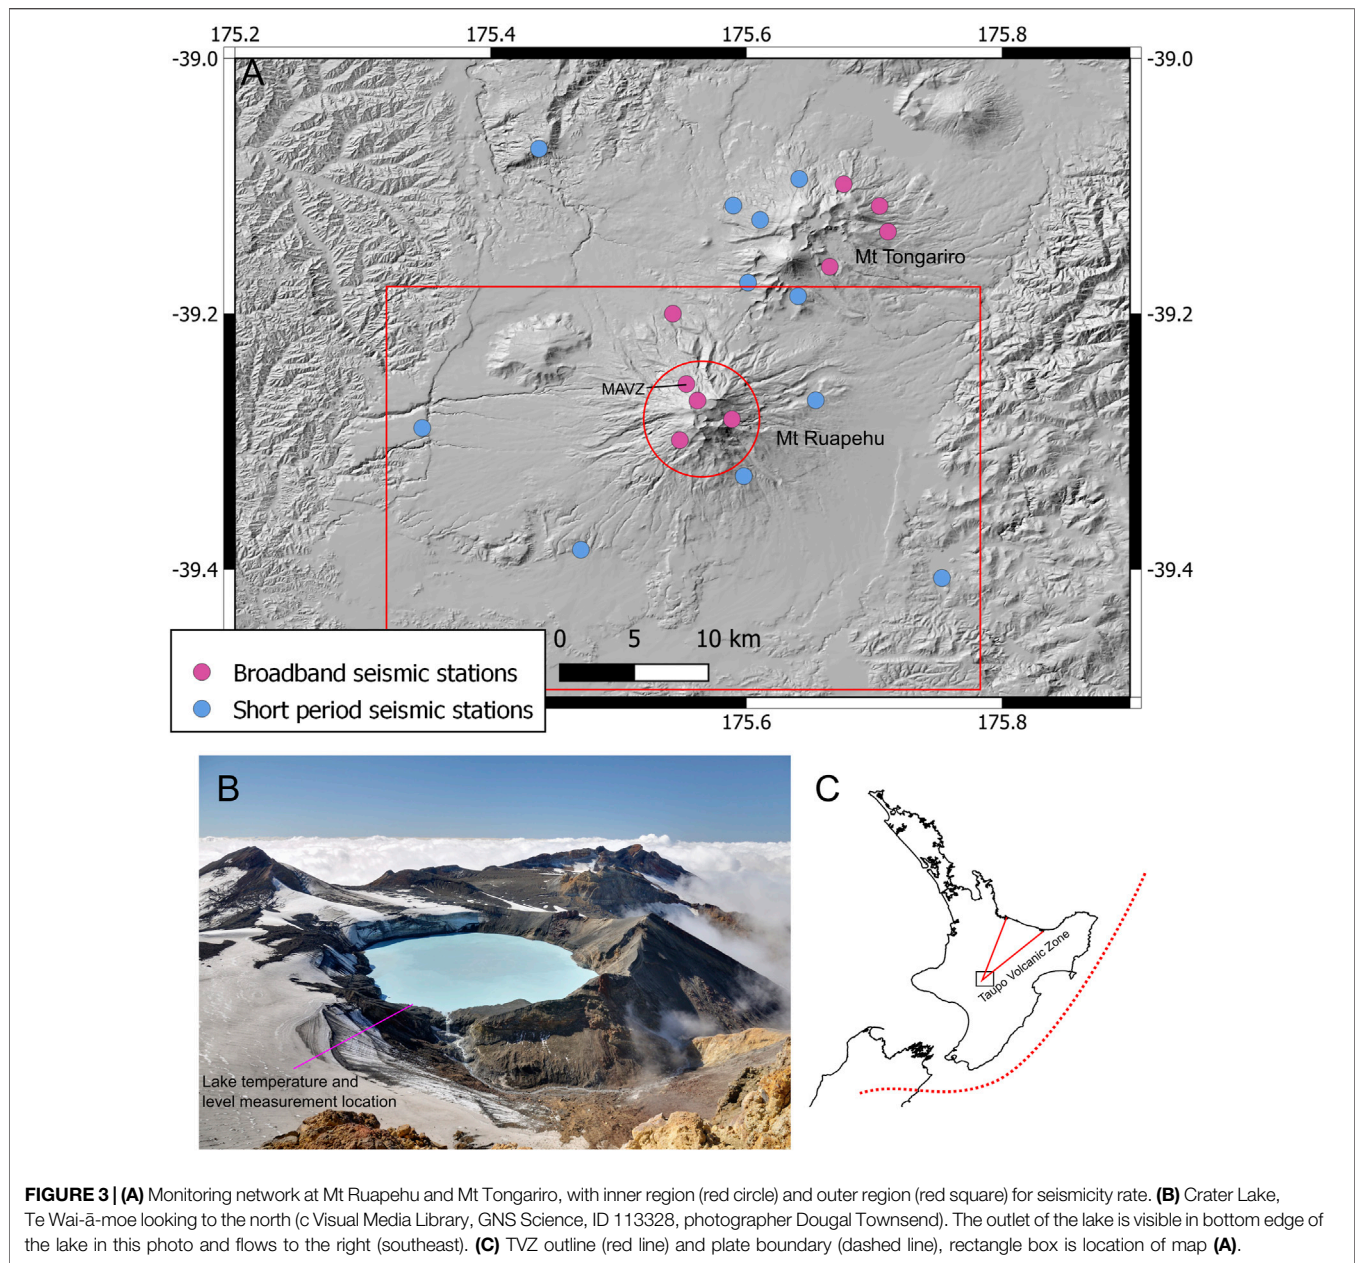 175.2 175.4 175.6 175.8
-39.0 -39.0
A
Mt Tongariro
-39.2 -39.2
MAVZ
Mt Ruapehu
-39.4 -39.4
0 5 10 km
Broadband seismic stations
Short period seismic stations
175.6 175.8
B
Lake temperature and
level measurement location
C
Taupo Volcanic Zone
FIGURE 3 | (A) Monitoring network at Mt Ruapehu and Mt Tongariro, with inner region (red circle) and outer region (red square) for seismicity rate. (B) Crater Lake,
Te Wai-ā-moe looking to the north (c Visual Media Library, GNS Science, ID 113328, photographer Dougal Townsend). The outlet of the lake is visible in bottom edge of
the lake in this photo and flows to the right (southeast). (C) TVZ outline (red line) and plate boundary (dashed line), rectangle box is location of map (A).